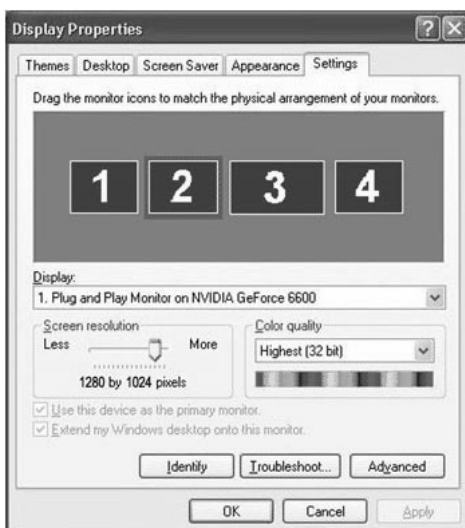 Display Properties
Themes Desktop Screen Saver Appearance Settings
Drag the monitor icons to match the physical arrangement of your monitors.
1 2 3 4
Display:
1. Plug and Play Monitor on NVIDIA GeForce 6600
Screen resolution
Less More
1280 by 1024 pixels
Color quality
Highest (32 bit)
Use this device as the primary monitor.
Extend my Windows desktop onto this monitor.
Identify Troubleshoot... Advanced
OK Cancel Apply